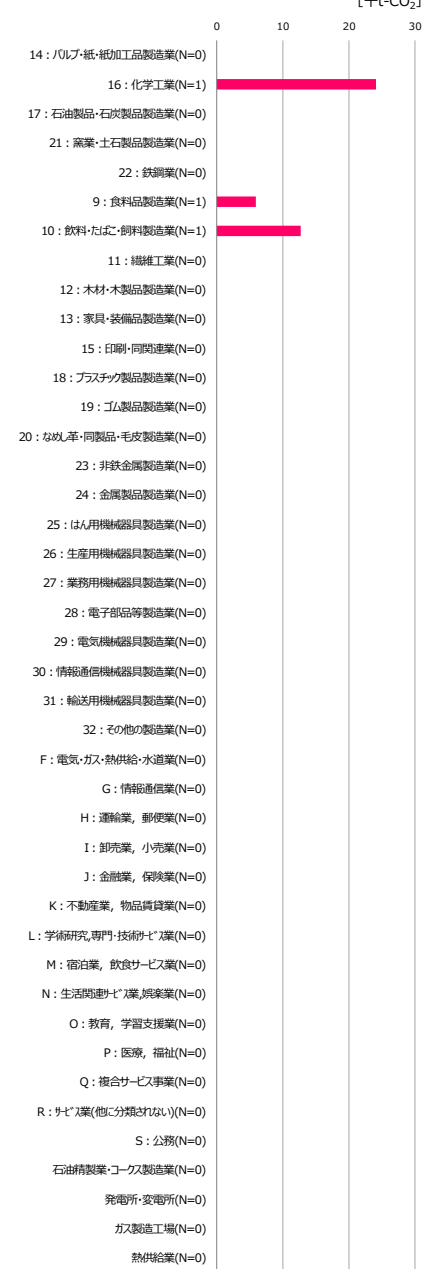 [千t-CO₂]
0 10 20 30
14：パルプ・紙・紙加工品製造業(N=0)
16：化学工業(N=1)
17：石油製品・石炭製品製造業(N=0)
21：窯業・土石製品製造業(N=0)
22：鉄鋼業(N=0)
9：食料品製造業(N=1)
10：飲料・たばこ・飼料製造業(N=1)
11：繊維工業(N=0)
12：木材・木製品製造業(N=0)
13：家具・装備品製造業(N=0)
15：印刷・同関連業(N=0)
18：プラスチック製品製造業(N=0)
19：ゴム製品製造業(N=0)
20：なめし革・同製品・毛皮製造業(N=0)
23：非鉄金属製造業(N=0)
24：金属製品製造業(N=0)
25：はん用機械器具製造業(N=0)
26：生産用機械器具製造業(N=0)
27：業務用機械器具製造業(N=0)
28：電子部品等製造業(N=0)
29：電気機械器具製造業(N=0)
30：情報通信機械器具製造業(N=0)
31：輸送用機械器具製造業(N=0)
32：その他の製造業(N=0)
F：電気・ガス・熱供給・水道業(N=0)
G：情報通信業(N=0)
H：運輸業，郵便業(N=0)
I：卸売業，小売業(N=0)
J：金融業，保険業(N=0)
K：不動産業，物品賃貸業(N=0)
L：学術研究,専門・技術ｻｰﾋﾞｽ業(N=0)
M：宿泊業，飲食サービス業(N=0)
N：生活関連ｻｰﾋﾞｽ業,娯楽業(N=0)
O：教育，学習支援業(N=0)
P：医療，福祉(N=0)
Q：複合サービス事業(N=0)
R：ｻｰﾋﾞｽ業(他に分類されない)(N=0)
S：公務(N=0)
石油精製業・コークス製造業(N=0)
発電所・変電所(N=0)
ガス製造工場(N=0)
熱供給業(N=0)